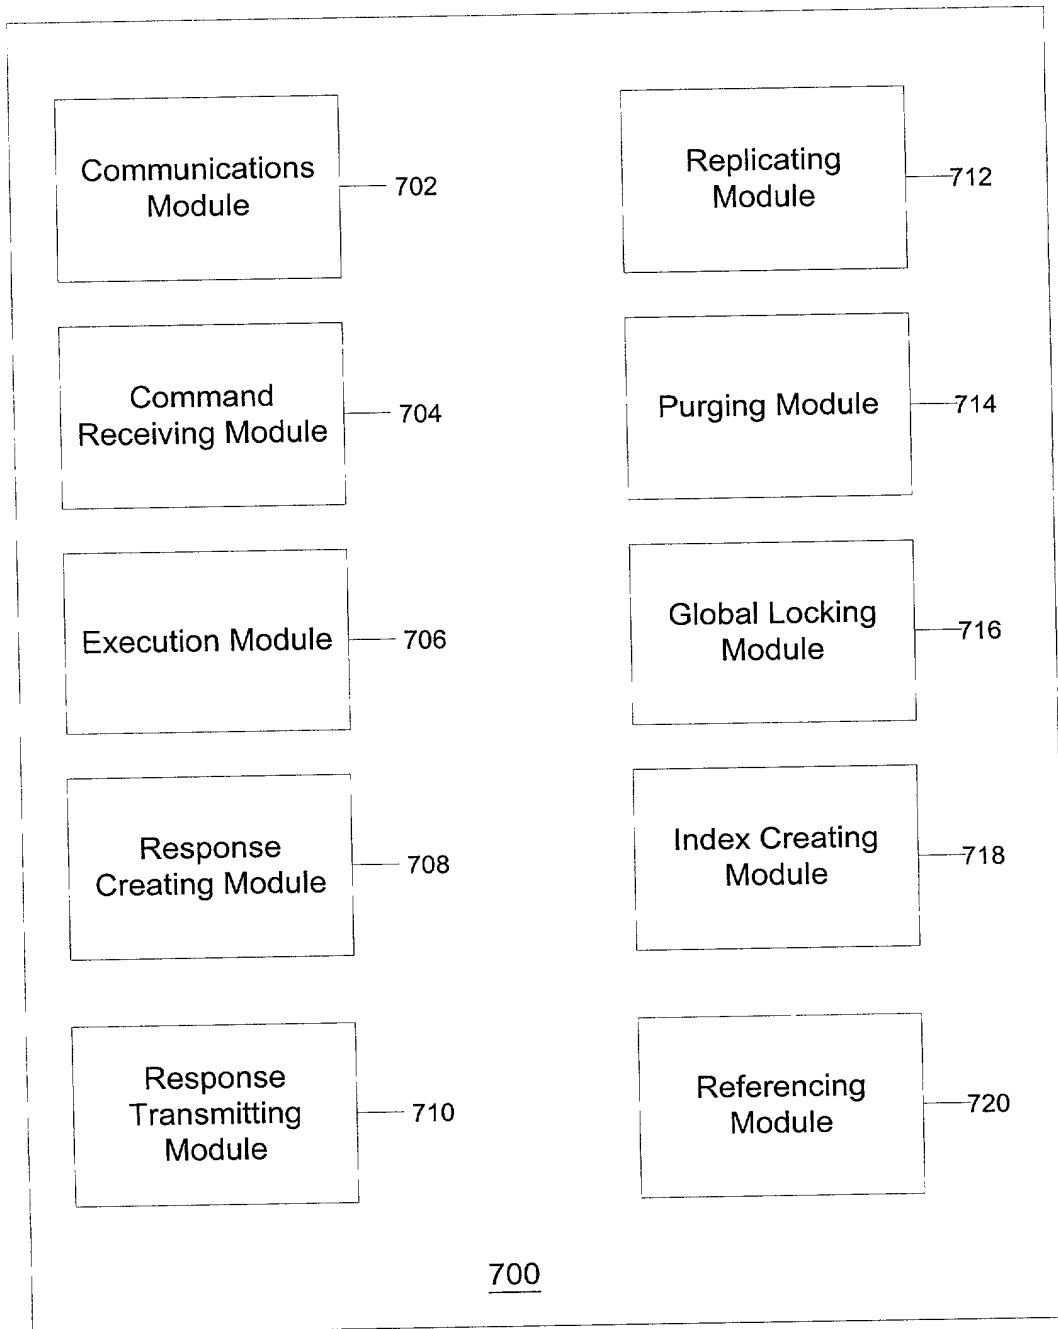 Communications
Module
702
Command
Receiving Module
704
Execution Module
706
Response
Creating Module
708
Response
Transmitting
Module
710
Replicating
Module
712
Purging Module
714
Global Locking
Module
716
Index Creating
Module
718
Referencing
Module
720
700